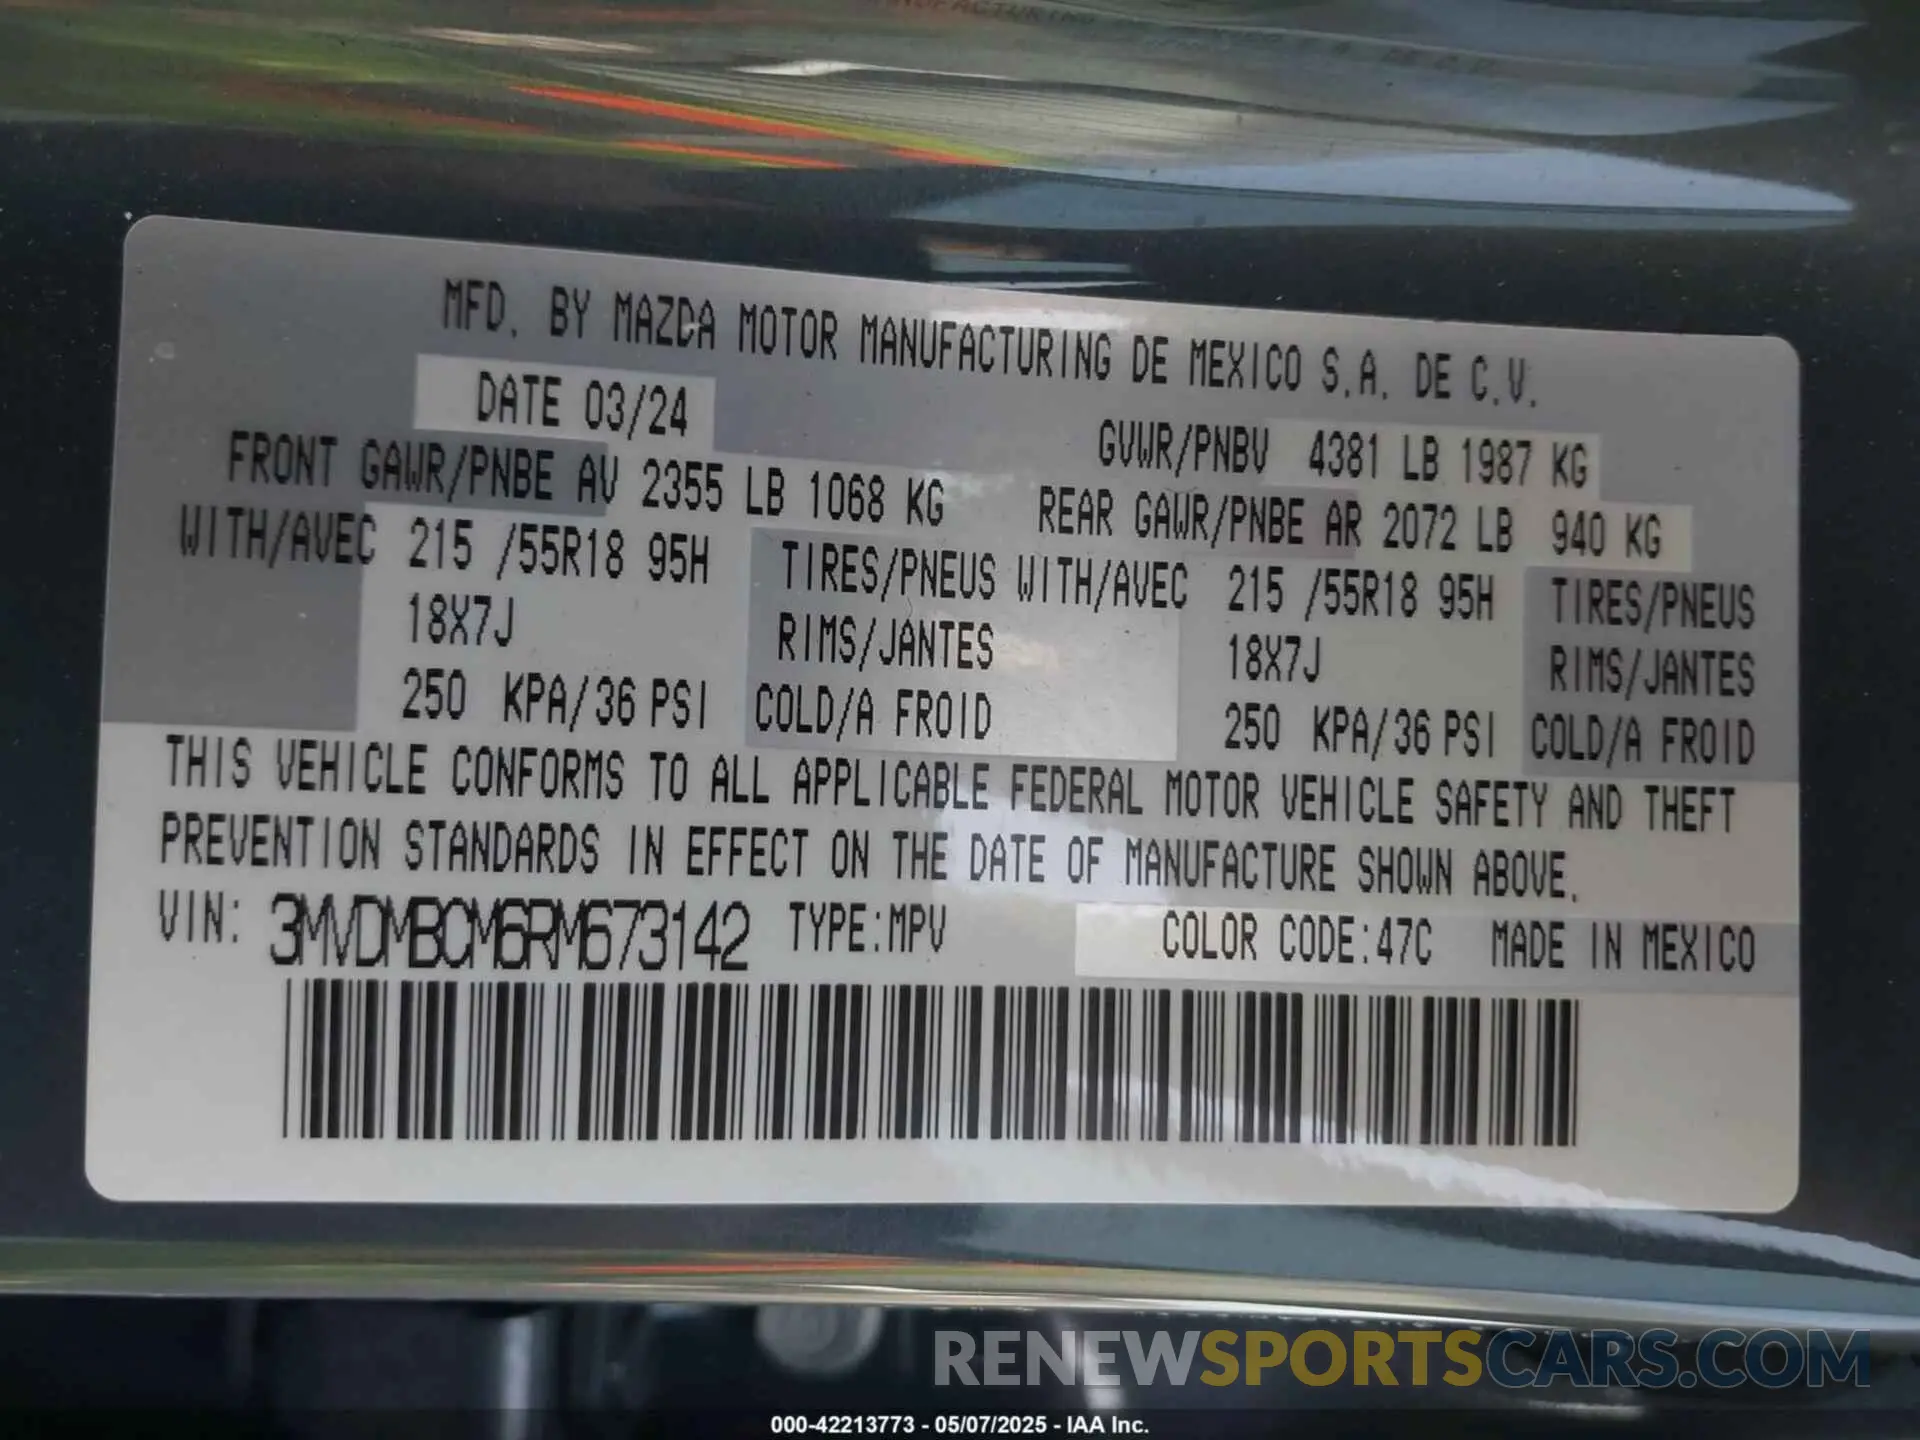 MFD. BY MAZDA MOTOR MANUFACTURING DE MEXICO S.A. DE C.V.
DATE 03/24 GVWR/PNBV 4381 LB 1987 KG
FRONT GAWR/PNBE AV 2355 LB 1068 KG REAR GAWR/PNBE AR 2072 LB 940 KG
WITH/AVEC 215 /55R18 95H TIRES/PNEUS WITH/AVEC 215 /55R18 95H TIRES/PNEUS
18X7J RIMS/JANTES 18X7J RIMS/JANTES
250 KPA/36 PSI COLD/A FROID 250 KPA/36 PSI COLD/A FROID
THIS VEHICLE CONFORMS TO ALL APPLICABLE FEDERAL MOTOR VEHICLE SAFETY AND THEFT
PREVENTION STANDARDS IN EFFECT ON THE DATE OF MANUFACTURE SHOWN ABOVE.
VIN: 3MVDMBCM6RM673142 TYPE:MPV COLOR CODE:47C MADE IN MEXICO
RENEWSPORTSCARS.COM
000-42213773 - 05/07/2025 - IAA Inc.